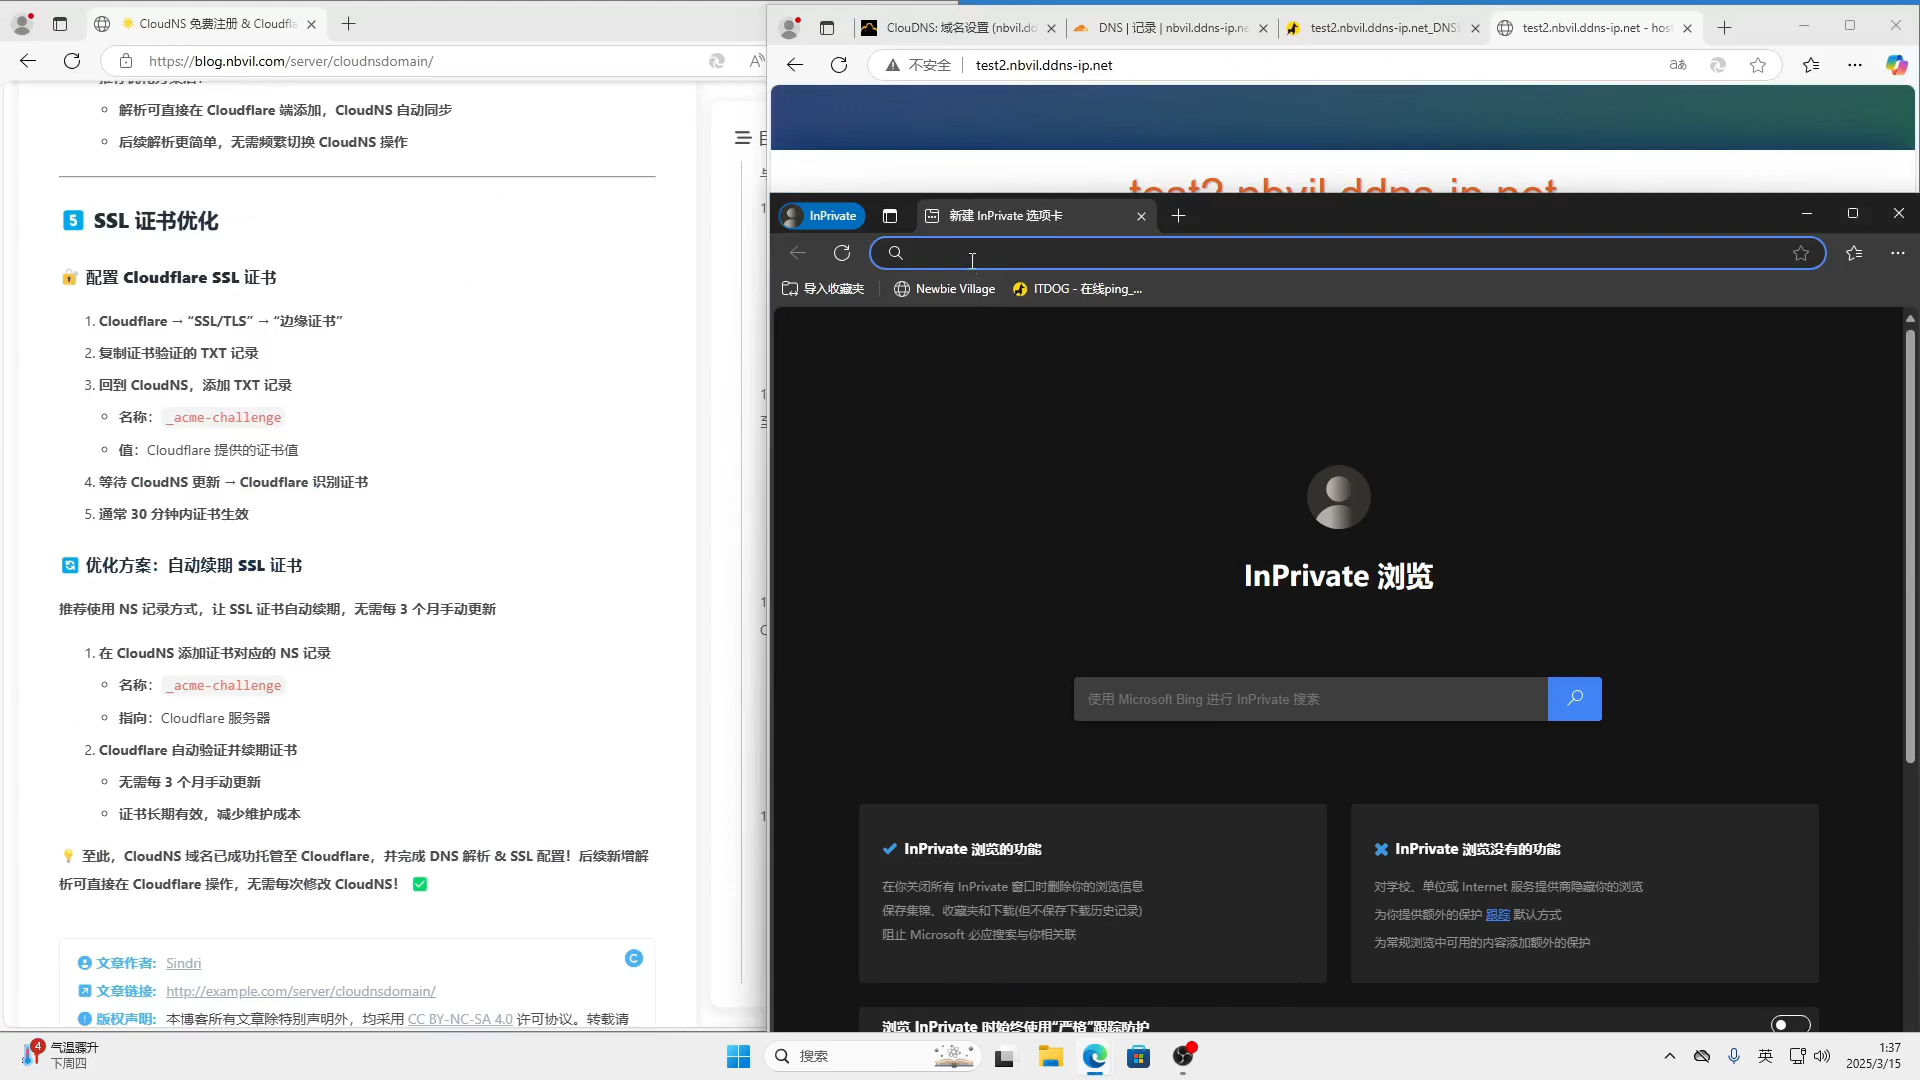 CloudNS 免费注册 & Cloudfla
https://blog.nbvil.com/server/cloudnsdomain/
解析可直接在 Cloudflare 端添加，CloudNS 自动同步
后续解析更简单，无需频繁切换 CloudNS 操作
5 SSL 证书优化
配置 Cloudflare SSL 证书
1. Cloudflare → “SSL/TLS” → “边缘证书”
2. 复制证书验证的 TXT 记录
3. 回到 CloudNS，添加 TXT 记录
名称： _acme-challenge
值：Cloudflare 提供的证书值
4. 等待 CloudNS 更新 → Cloudflare 识别证书
5. 通常 30 分钟内证书生效
优化方案：自动续期 SSL 证书
推荐使用 NS 记录方式，让 SSL 证书自动续期，无需每 3 个月手动更新
1. 在 CloudNS 添加证书对应的 NS 记录
名称： _acme-challenge
指向：Cloudflare 服务器
2. Cloudflare 自动验证并续期证书
无需每 3 个月手动更新
证书长期有效，减少维护成本
至此，CloudNS 域名已成功托管至 Cloudflare，并完成 DNS 解析 & SSL 配置！后续新增解
析可直接在 Cloudflare 操作，无需每次修改 CloudNS！
文章作者： Sindri
文章链接： http://example.com/server/cloudnsdomain/
版权声明： 本博客所有文章除特别声明外，均采用 CC BY-NC-SA 4.0 许可协议。转载请
ClouDNS: 域名设置 (nbvil.dd
DNS | 记录 | nbvil.ddns-ip.ne
test2.nbvil.ddns-ip.net_DNS
test2.nbvil.ddns-ip.net - host
不安全
test2.nbvil.ddns-ip.net
test2.nbvil.ddns-ip.net
InPrivate
新建 InPrivate 选项卡
导入收藏夹
Newbie Village
ITDOG - 在线ping_...
InPrivate 浏览
使用 Microsoft Bing 进行 InPrivate 搜索
InPrivate 浏览的功能
在你关闭所有 InPrivate 窗口时删除你的浏览信息
保存集锦、收藏夹和下载(但不保存下载历史记录)
阻止 Microsoft 必应搜索与你相关联
InPrivate 浏览没有的功能
对学校、单位或 Internet 服务提供商隐藏你的浏览
为你提供额外的保护 跟踪 默认方式
为常规浏览中可用的内容添加额外的保护
浏览 InPrivate 时始终使用“严格”跟踪防护
4
气温骤升
下周四
搜索
英
1:37
2025/3/15